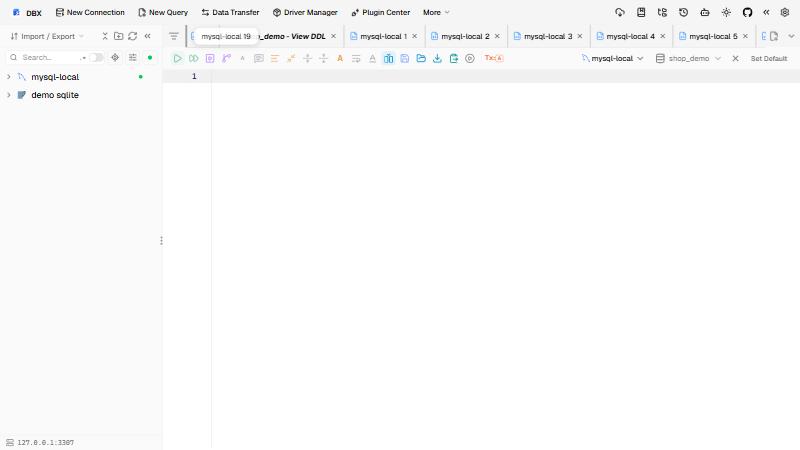 DBX New Connection New Query Data Transfer Driver Manager Plugin Center More
Import / Export mysql-local 19 _demo - View DDL mysql-local 1 mysql-local 2 mysql-local 3 mysql-local 4 mysql-local 5
Search... .* Tx: A mysql-local shop_demo Set Default
mysql-local 1
demo sqlite
127.0.0.1:3307